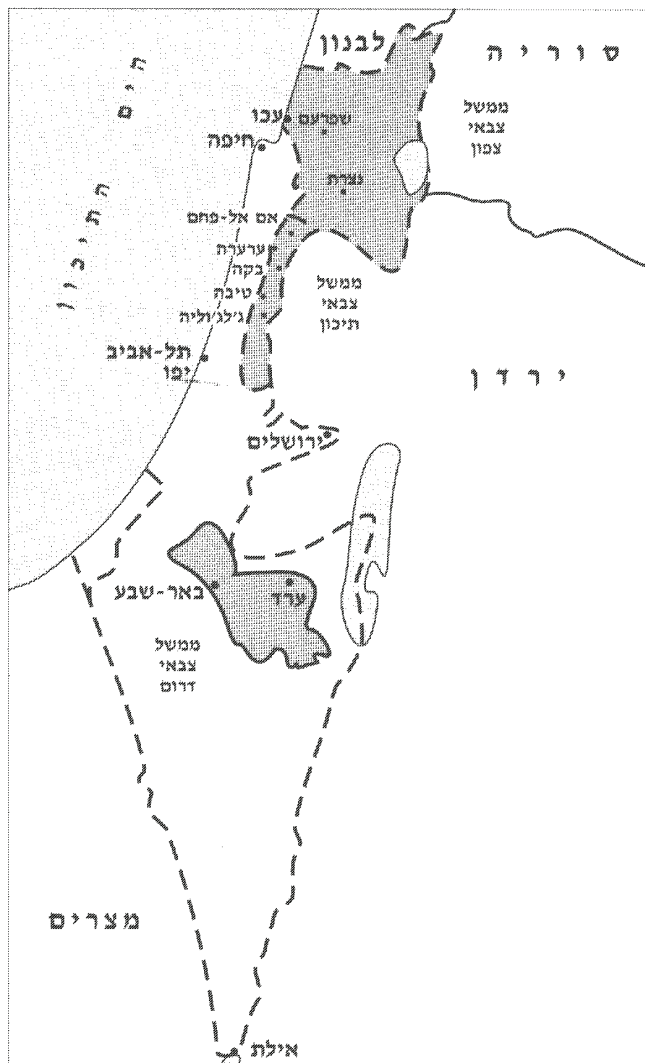 לבנון
סוריה
הים
התיכון
ממשל
צבאי
צפון
עכו
שפרעם
חיפה
נצרת
אם אל-פחם
ערערה
בקה
טיבה
ג'לג'וליה
ממשל
צבאי
תיכון
תל-אביב
יפו
ירדן
ירושלים
באר-שבע
ערד
ממשל
צבאי
דרום
מצרים
אילת